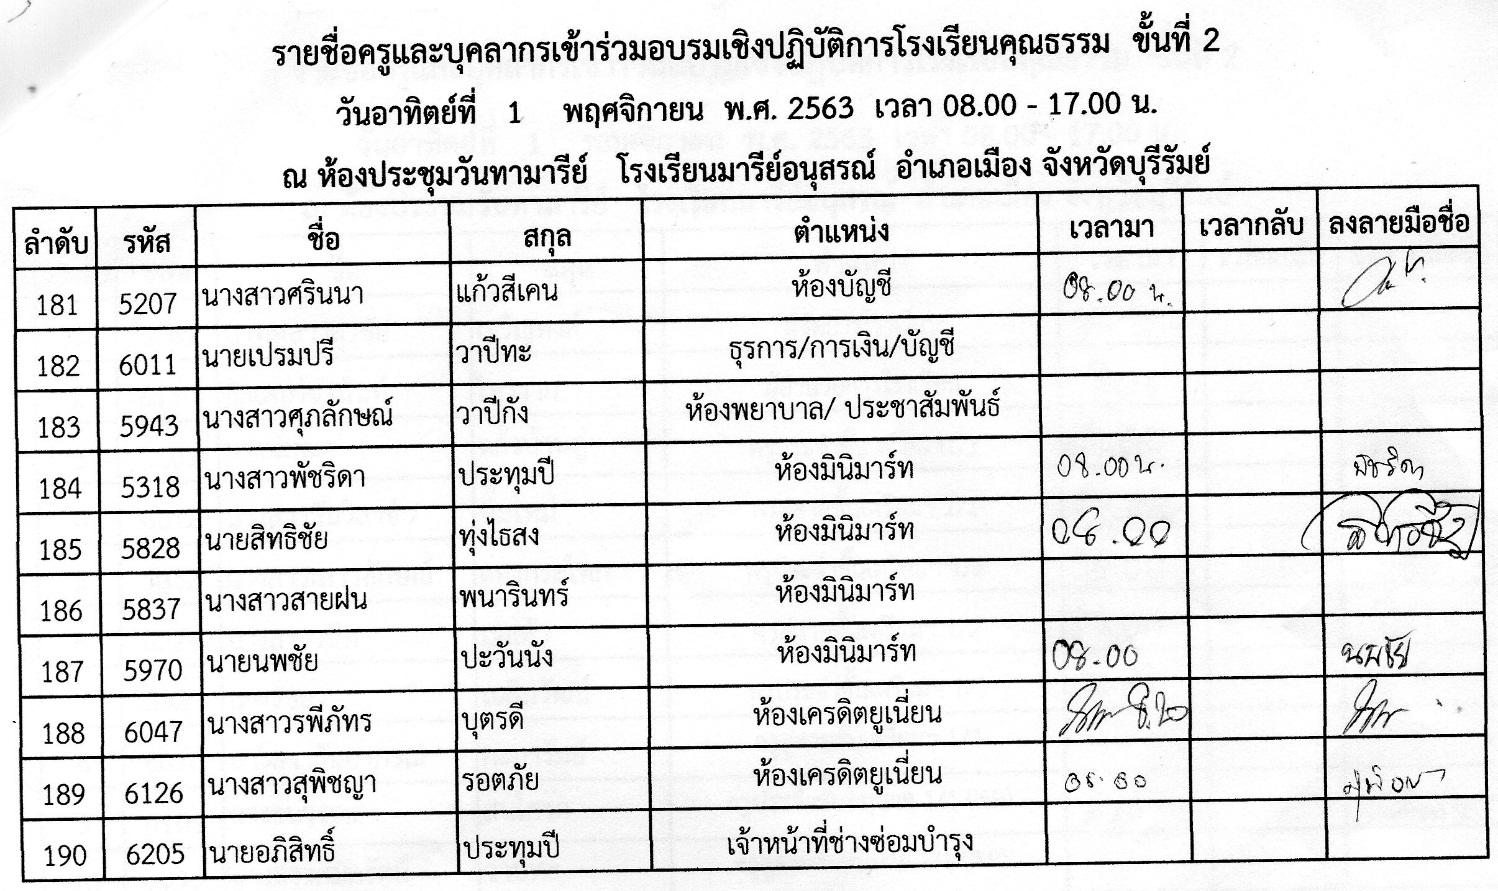 รายชื่อครูและบุคลากรเข้าร่วมอบรมเชิงปฏิบัติการโรงเรียนคุณธรรม ขั้นที่ 2
วันอาทิตย์ที่ 1 พฤศจิกายน พ.ศ. 2563 เวลา 08.00 - 17.00 น.
ณ ห้องประชุมวันทามารีย์ โรงเรียนมารีย์อนุสรณ์ อำเภอเมือง จังหวัดบุรีรัมย์
ลำดับ รหัส ชื่อ สกุล ตำแหน่ง เวลามา เวลากลับ ลงลายมือชื่อ
181 5207 นางสาวศรินนา แก้วสีเคน ห้องบัญชี 08.00 น.
182 6011 นายเปรมปรี วาปีทะ ธุรการ/การเงิน/บัญชี
183 5943 นางสาวศุภลักษณ์ วาปีกัง ห้องพยาบาล/ ประชาสัมพันธ์
184 5318 นางสาวพัชริดา ประทุมปี ห้องมินิมาร์ท 08.00 น. พัชริดา
185 5828 นายสิทธิชัย ทุ่งไธสง ห้องมินิมาร์ท 08.00
186 5837 นางสาวสายฝน พนารินทร์ ห้องมินิมาร์ท
187 5970 นายนพชัย ปะวันนัง ห้องมินิมาร์ท 08.00 นพชัย
188 6047 นางสาวรพีภัทร บุตรดี ห้องเครดิตยูเนี่ยน
189 6126 นางสาวสุพิชญา รอตภัย ห้องเครดิตยูเนี่ยน
190 6205 นายอภิสิทธิ์ ประทุมปี เจ้าหน้าที่ช่างซ่อมบำรุง